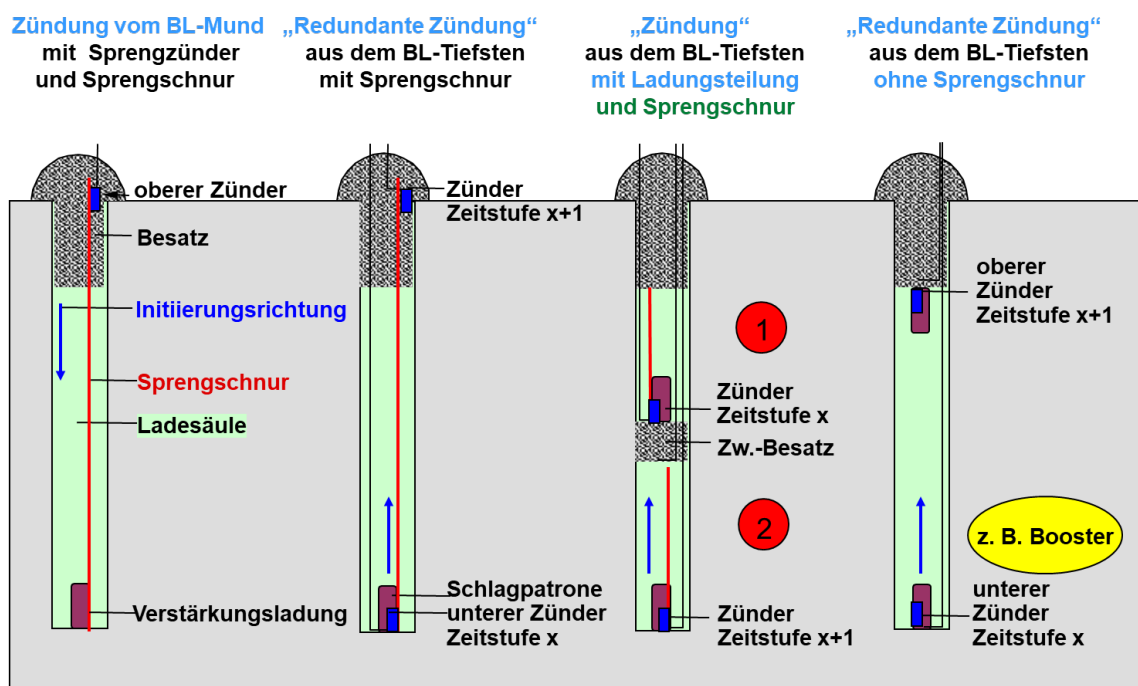 Zündung vom BL-Mund
mit Sprengzünder
und Sprengschnur
„Redundante Zündung“
aus dem BL-Tiefsten
mit Sprengschnur
„Zündung“
aus dem BL-Tiefsten
mit Ladungsteilung
und Sprengschnur
„Redundante Zündung“
aus dem BL-Tiefsten
ohne Sprengschnur
oberer Zünder
Besatz
Initiierungsrichtung
Sprengschnur
Ladesäule
Verstärkungsladung
Zünder
Zeitstufe x+1
Schlagpatrone
unterer Zünder
Zeitstufe x
1
Zünder
Zeitstufe x
Zw.-Besatz
2
Zünder
Zeitstufe x+1
oberer
Zünder
Zeitstufe x+1
z. B. Booster
unterer
Zünder
Zeitstufe x